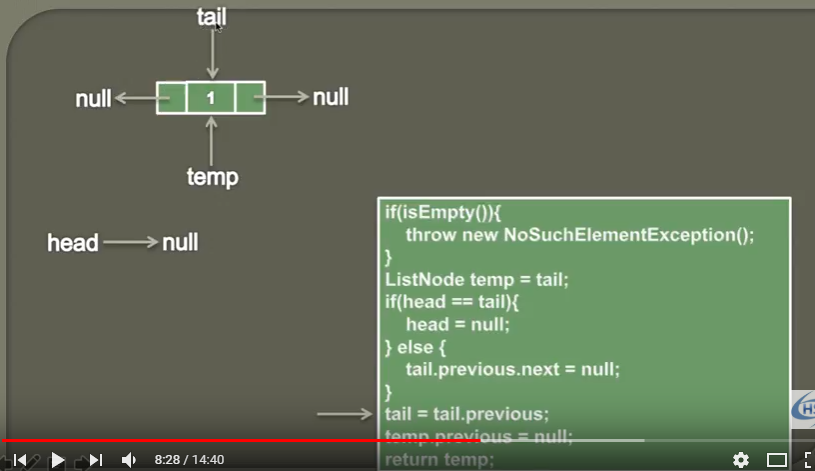 tail
null
1
null
temp
head
null
if(isEmpty()){
throw new NoSuchElementException();
}
ListNode temp = tail;
if(head == tail){
head = null;
} else {
tail.previous.next = null;
}
tail = tail.previous;
temp.previous = null;
return temp;
8:28 / 14:40